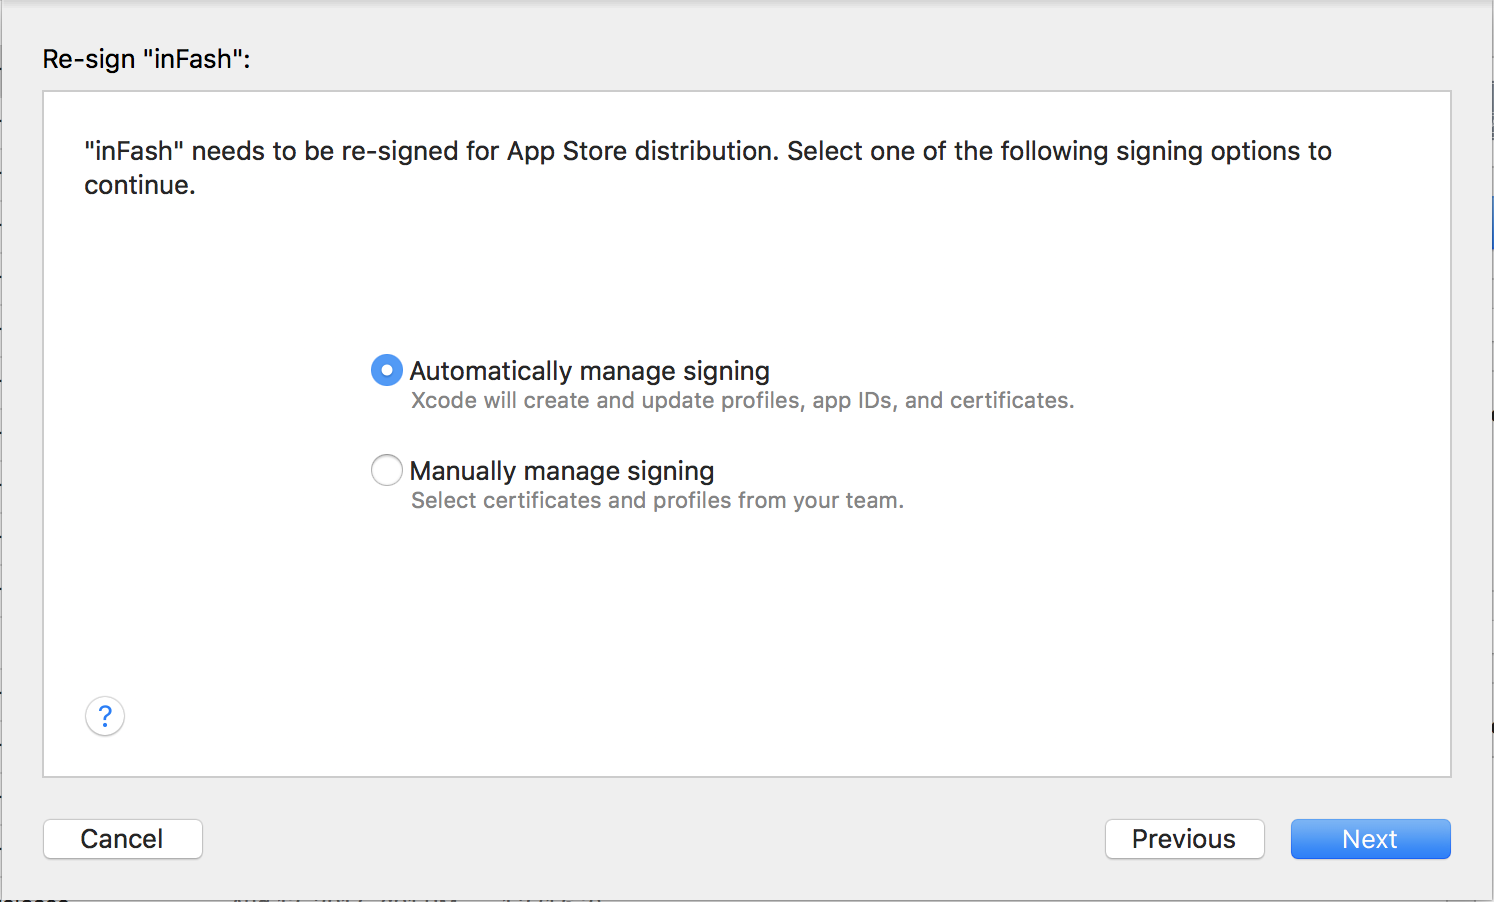 Re-sign "inFash":
"inFash" needs to be re-signed for App Store distribution. Select one of the following signing options to
continue.
Automatically manage signing
Xcode will create and update profiles, app IDs, and certificates.
Manually manage signing
Select certificates and profiles from your team.
?
Cancel
Previous
Next